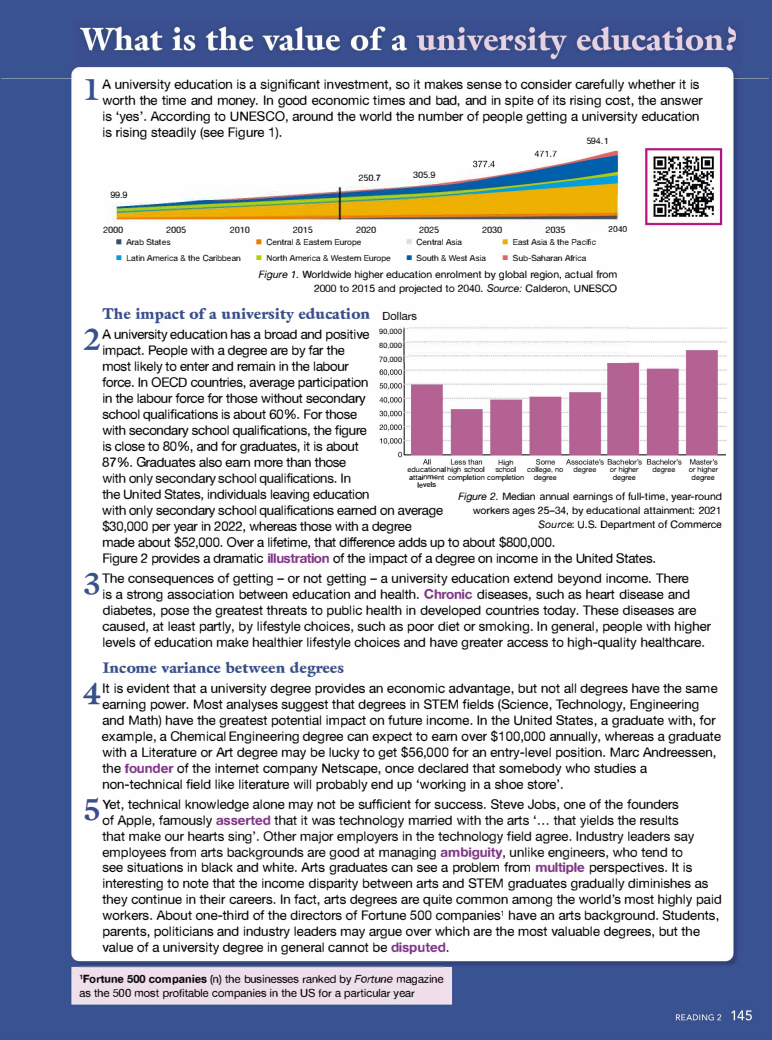 What is the value of a university education?
1 A university education is a significant investment, so it makes sense to consider carefully whether it is
worth the time and money. In good economic times and bad, and in spite of its rising cost, the answer
is ‘yes’. According to UNESCO, around the world the number of people getting a university education
is rising steadily (see Figure 1).
99.9
250.7
305.9
377.4
471.7
594.1
2000 2005 2010 2015 2020 2025 2030 2035 2040
Arab States Central & Eastern Europe Central Asia East Asia & the Pacific
Latin America & the Caribbean North America & Western Europe South & West Asia Sub-Saharan Africa
Figure 1. Worldwide higher education enrolment by global region, actual from
2000 to 2015 and projected to 2040. Source: Calderon, UNESCO
The impact of a university education
2 A university education has a broad and positive
impact. People with a degree are by far the
most likely to enter and remain in the labour
force. In OECD countries, average participation
in the labour force for those without secondary
school qualifications is about 60%. For those
with secondary school qualifications, the figure
is close to 80%, and for graduates, it is about
87%. Graduates also earn more than those
with only secondary school qualifications. In
the United States, individuals leaving education
with only secondary school qualifications earned on average
$30,000 per year in 2022, whereas those with a degree
made about $52,000. Over a lifetime, that difference adds up to about $800,000.
Figure 2 provides a dramatic illustration of the impact of a degree on income in the United States.
Dollars
90,000
80,000
70,000
60,000
50,000
40,000
30,000
20,000
10,000
0
All Less than High Some Associate's Bachelor's Bachelor's Master's
educational high school school college, no degree or higher degree or higher
attainment completion completion degree degree degree
levels
Figure 2. Median annual earnings of full-time, year-round
workers ages 25–34, by educational attainment: 2021
Source: U.S. Department of Commerce
3 The consequences of getting – or not getting – a university education extend beyond income. There
is a strong association between education and health. Chronic diseases, such as heart disease and
diabetes, pose the greatest threats to public health in developed countries today. These diseases are
caused, at least partly, by lifestyle choices, such as poor diet or smoking. In general, people with higher
levels of education make healthier lifestyle choices and have greater access to high-quality healthcare.
Income variance between degrees
4 It is evident that a university degree provides an economic advantage, but not all degrees have the same
earning power. Most analyses suggest that degrees in STEM fields (Science, Technology, Engineering
and Math) have the greatest potential impact on future income. In the United States, a graduate with, for
example, a Chemical Engineering degree can expect to earn over $100,000 annually, whereas a graduate
with a Literature or Art degree may be lucky to get $56,000 for an entry-level position. Marc Andreessen,
the founder of the internet company Netscape, once declared that somebody who studies a
non-technical field like literature will probably end up ‘working in a shoe store’.
5 Yet, technical knowledge alone may not be sufficient for success. Steve Jobs, one of the founders
of Apple, famously asserted that it was technology married with the arts ‘… that yields the results
that make our hearts sing’. Other major employers in the technology field agree. Industry leaders say
employees from arts backgrounds are good at managing ambiguity, unlike engineers, who tend to
see situations in black and white. Arts graduates can see a problem from multiple perspectives. It is
interesting to note that the income disparity between arts and STEM graduates gradually diminishes as
they continue in their careers. In fact, arts degrees are quite common among the world's most highly paid
workers. About one-third of the directors of Fortune 500 companies¹ have an arts background. Students,
parents, politicians and industry leaders may argue over which are the most valuable degrees, but the
value of a university degree in general cannot be disputed.
¹Fortune 500 companies (n) the businesses ranked by Fortune magazine
as the 500 most profitable companies in the US for a particular year
READING 2 145